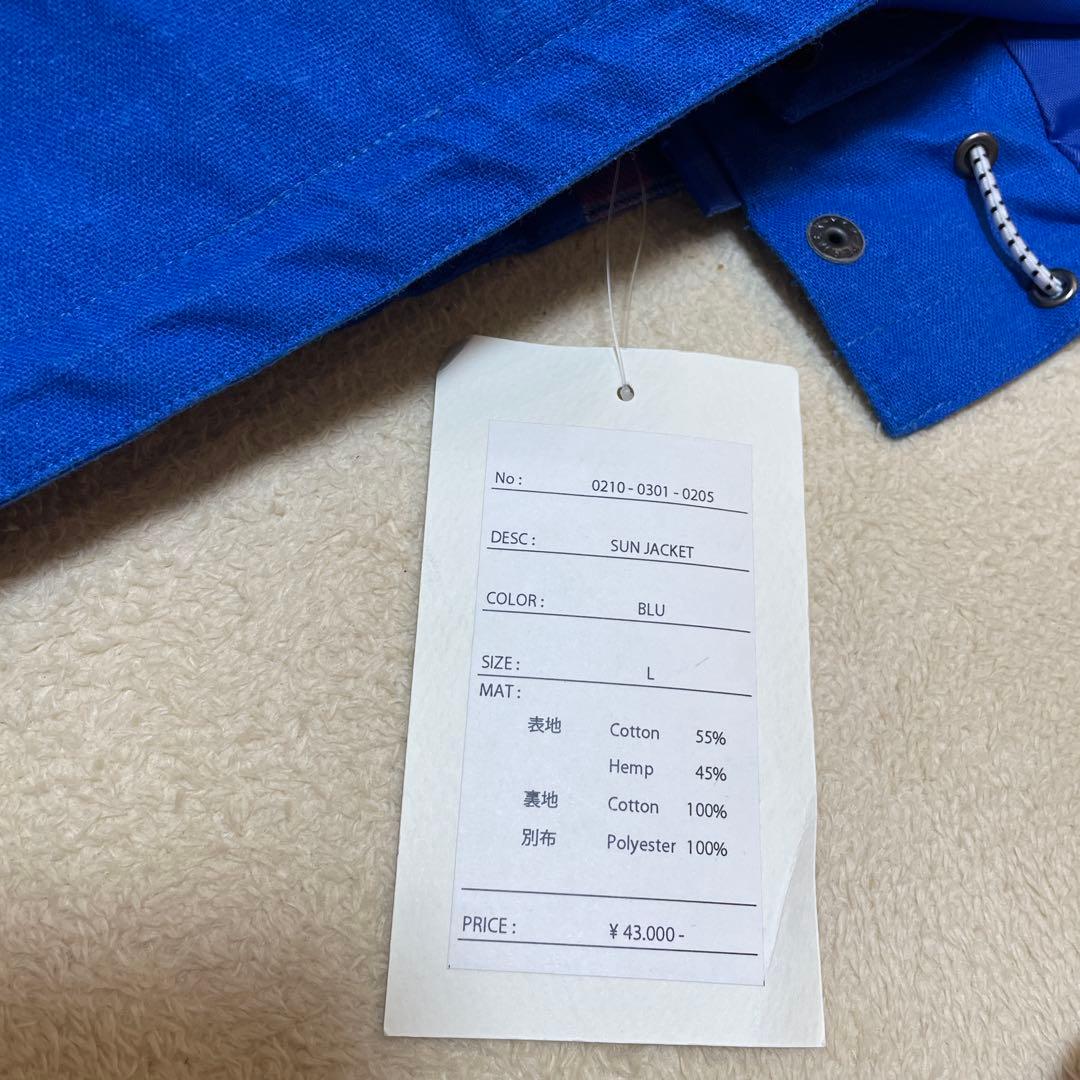 No : 0210 - 0301 - 0205
DESC : SUN JACKET
COLOR : BLU
SIZE : L
MAT :
表地 Cotton 55%
Hemp 45%
裏地 Cotton 100%
別布 Polyester 100%
PRICE : ¥ 43.000 -